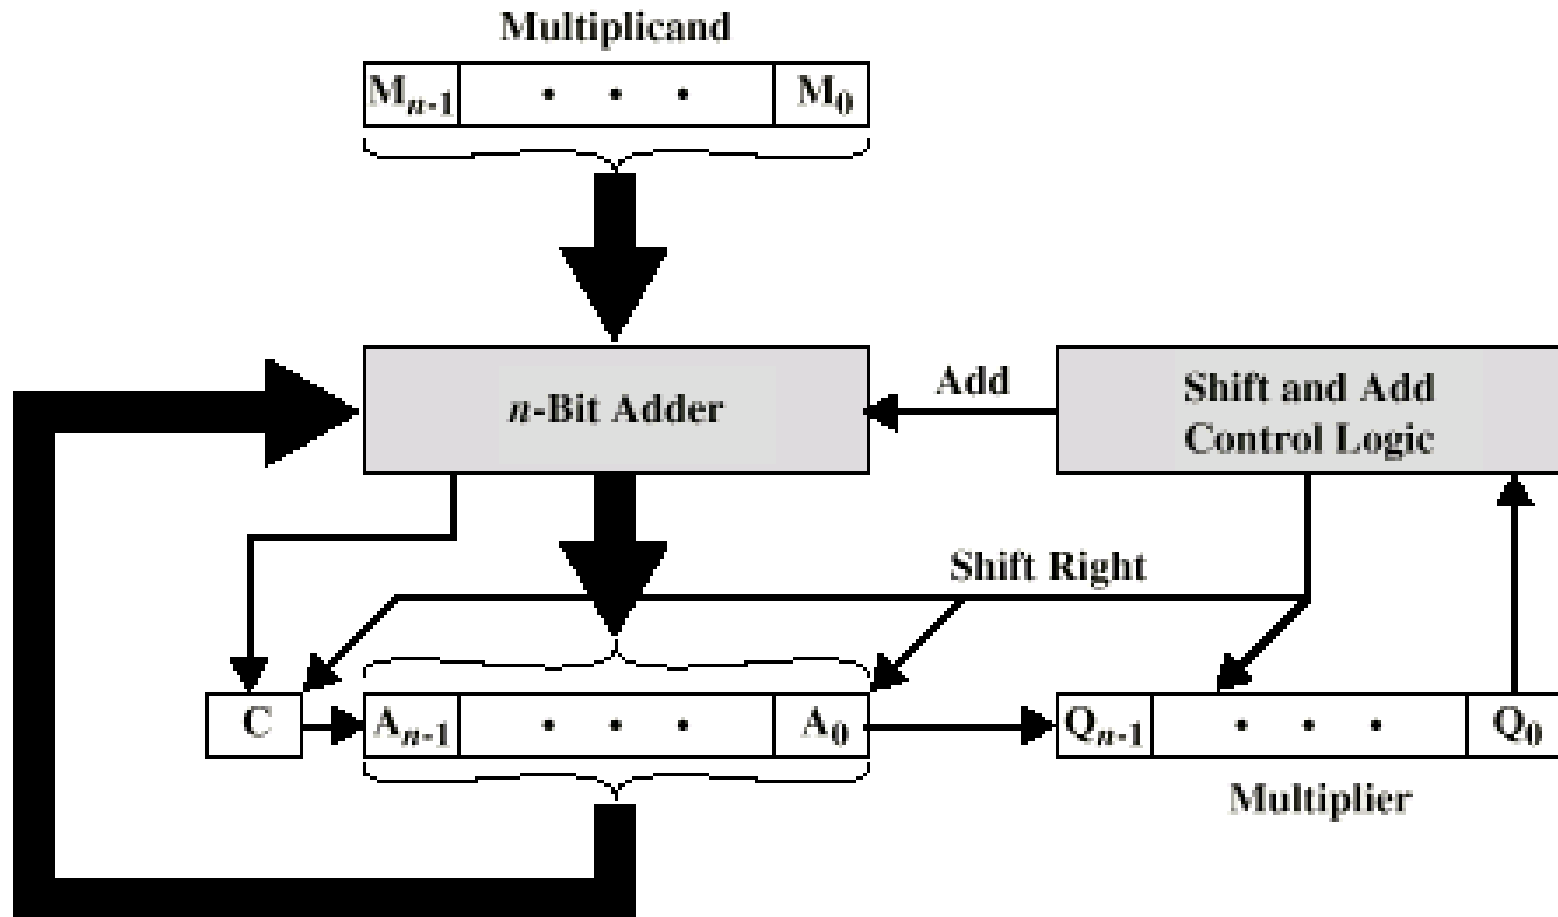 Multiplicand
Mn-1 • • • M0
n-Bit Adder
Add
Shift and Add
Control Logic
Shift Right
C
An-1 • • • A0
Qn-1 • • • Q0
Multiplier